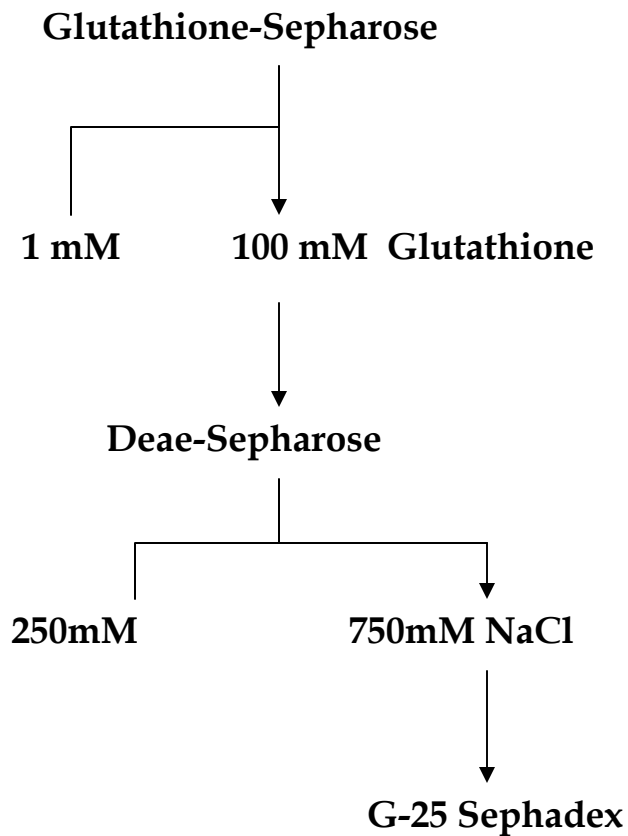 Glutathione-Sepharose
1 mM 100 mM Glutathione
Deae-Sepharose
250mM 750mM NaCl
G-25 Sephadex